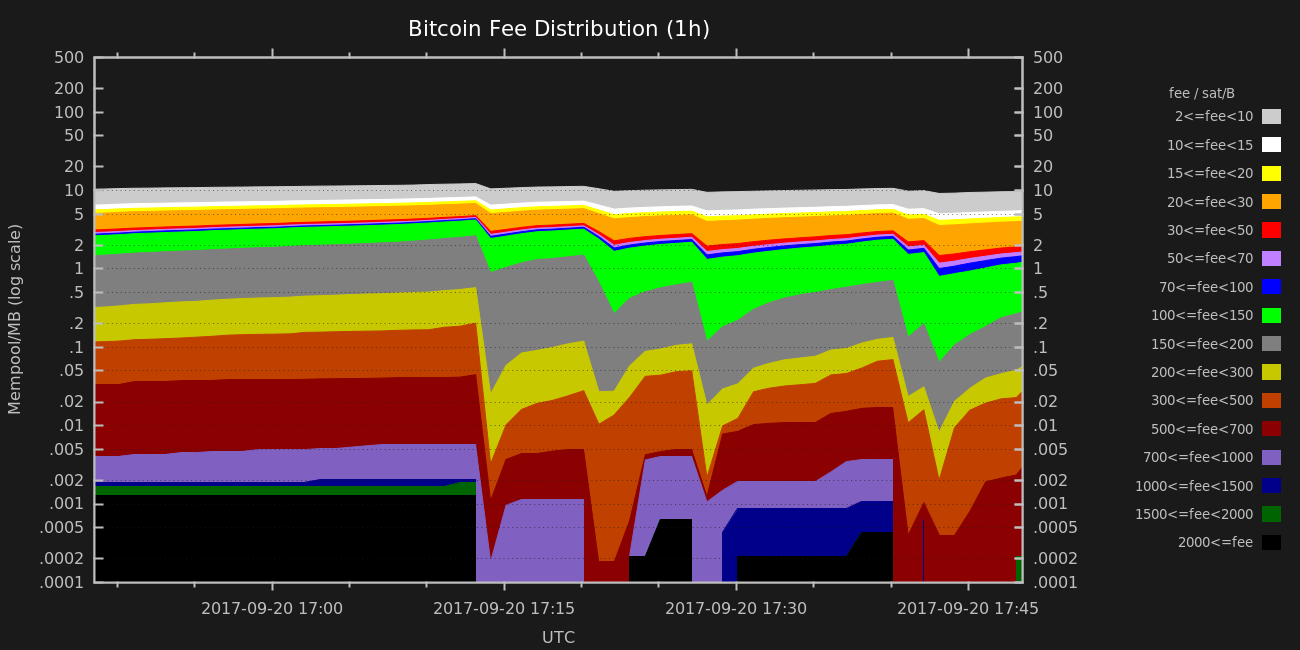 Bitcoin Fee Distribution (1h)
500
200
100
50
20
10
5
2
1
.5
.2
.1
.05
.02
.01
.005
.002
.001
.0005
.0002
.0001
Mempool/MB (log scale)
500
200
100
50
20
10
5
2
1
.5
.2
.1
.05
.02
.01
.005
.002
.001
.0005
.0002
.0001
2017-09-20 17:00
2017-09-20 17:15
2017-09-20 17:30
2017-09-20 17:45
UTC
fee / sat/B
2<=fee<10
10<=fee<15
15<=fee<20
20<=fee<30
30<=fee<50
50<=fee<70
70<=fee<100
100<=fee<150
150<=fee<200
200<=fee<300
300<=fee<500
500<=fee<700
700<=fee<1000
1000<=fee<1500
1500<=fee<2000
2000<=fee